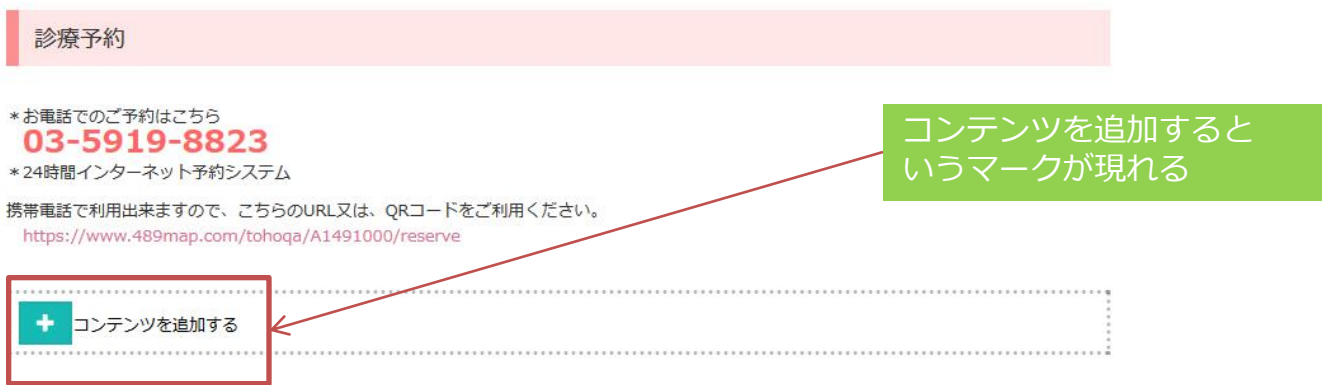 診療予約
＊お電話でのご予約はこちら
03-5919-8823
＊24時間インターネット予約システム
携帯電話で利用出来ますので、こちらのURL又は、QRコードをご利用ください。
https://www.489map.com/tohoqa/A1491000/reserve
コンテンツを追加すると
いうマークが現れる
+ コンテンツを追加する